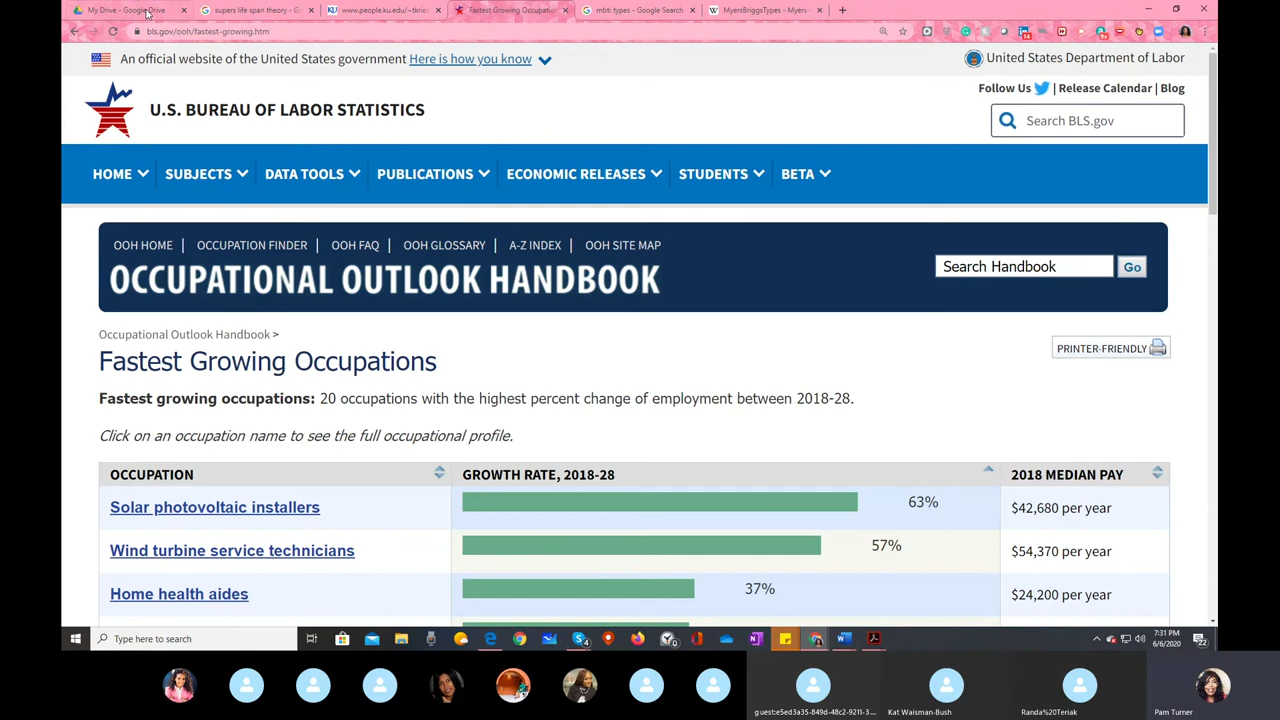 My Drive - Google Drive
supers life span theory - G
www.people.ku.edu/~tkrie
Fastest Growing Occupation
mbti types - Google Search
MyersBriggsTypes - Myers-
bls.gov/ooh/fastest-growing.htm
An official website of the United States government Here is how you know
United States Department of Labor
Follow Us | Release Calendar | Blog
U.S. BUREAU OF LABOR STATISTICS
Search BLS.gov
HOME SUBJECTS DATA TOOLS PUBLICATIONS ECONOMIC RELEASES STUDENTS BETA
OOH HOME | OCCUPATION FINDER | OOH FAQ | OOH GLOSSARY | A-Z INDEX | OOH SITE MAP
OCCUPATIONAL OUTLOOK HANDBOOK
Search Handbook Go
Occupational Outlook Handbook >
PRINTER-FRIENDLY
Fastest Growing Occupations
Fastest growing occupations: 20 occupations with the highest percent change of employment between 2018-28.
Click on an occupation name to see the full occupational profile.
OCCUPATION GROWTH RATE, 2018-28 2018 MEDIAN PAY
Solar photovoltaic installers 63% $42,680 per year
Wind turbine service technicians 57% $54,370 per year
Home health aides 37% $24,200 per year
Type here to search
7:31 PM
6/6/2020
guest:e5ed3a35-849d-48c2-9211-3...
Kat Waisman-Bush
Randa%20Teriak
Pam Turner